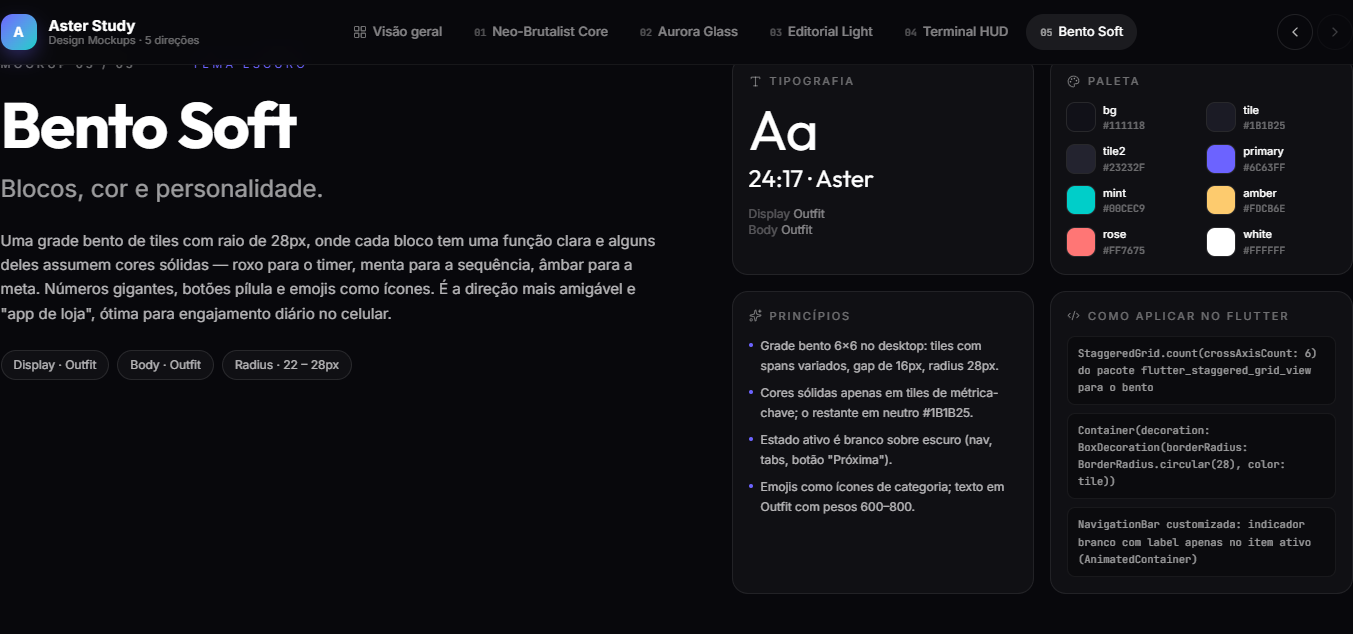 A
Aster Study
Design Mockups · 5 direções
Visão geral
01 Neo-Brutalist Core
02 Aurora Glass
03 Editorial Light
04 Terminal HUD
05 Bento Soft
MOCKUP 05 / 05
TEMA ESCURO
Bento Soft
Blocos, cor e personalidade.
Uma grade bento de tiles com raio de 28px, onde cada bloco tem uma função clara e alguns
deles assumem cores sólidas — roxo para o timer, menta para a sequência, âmbar para a
meta. Números gigantes, botões pílula e emojis como ícones. É a direção mais amigável e
"app de loja", ótima para engajamento diário no celular.
Display · Outfit
Body · Outfit
Radius · 22 – 28px
TIPOGRAFIA
Aa
24:17 · Aster
Display Outfit
Body Outfit
PALETA
bg
#111118
tile
#1B1B25
tile2
#23232F
primary
#6C63FF
mint
#00CEC9
amber
#FDCB6E
rose
#FF7675
white
#FFFFFF
PRINCÍPIOS
• Grade bento 6×6 no desktop: tiles com
spans variados, gap de 16px, radius 28px.
• Cores sólidas apenas em tiles de métrica-
chave; o restante em neutro #1B1B25.
• Estado ativo é branco sobre escuro (nav,
tabs, botão "Próxima").
• Emojis como ícones de categoria; texto em
Outfit com pesos 600–800.
COMO APLICAR NO FLUTTER
StaggeredGrid.count(crossAxisCount: 6)
do pacote flutter_staggered_grid_view
para o bento
Container(decoration:
BoxDecoration(borderRadius:
BorderRadius.circular(28), color:
tile))
NavigationBar customizada: indicador
branco com label apenas no item ativo
(AnimatedContainer)